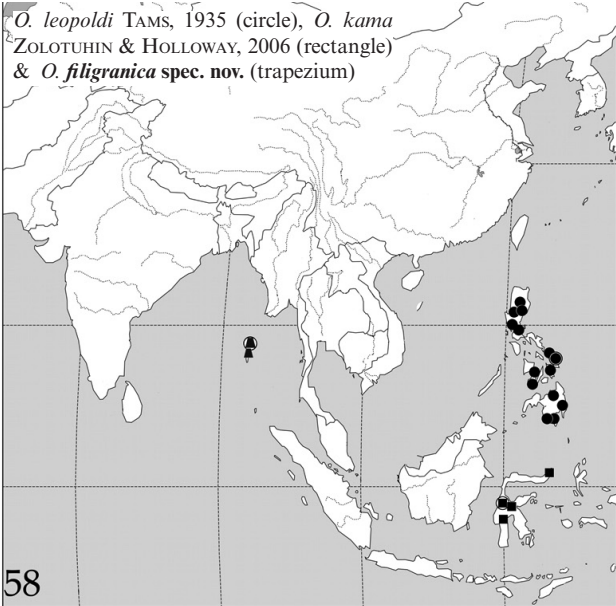 O. leopoldi TAMS, 1935 (circle), O. kama
ZOLOTUHIN & HOLLOWAY, 2006 (rectangle)
& O. filigranica spec. nov. (trapezium)
58